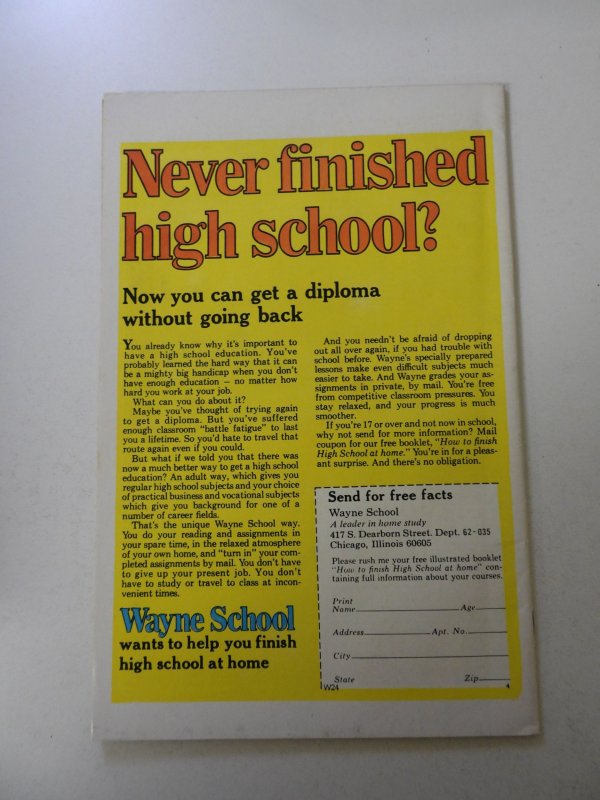 Never finished
high school?
Now you can get a diploma
without going back
You already know why it's important to
have a high school education. You've
probably learned the hard way that it can
be a mighty big handicap when you don't
have enough education — no matter how
hard you work at your job.
What can you do about it?
Maybe you've thought of trying again
to get a diploma. But you've suffered
enough classroom "battle fatigue" to last
you a lifetime. So you'd hate to travel that
route again even if you could.
But what if we told you that there was
now a much better way to get a high school
education? An adult way, which gives you
regular high school subjects and your choice
of practical business and vocational subjects
which give you background for one of a
number of career fields.
That's the unique Wayne School way.
You do your reading and assignments in
your spare time, in the relaxed atmosphere
of your own home, and "turn in" your com-
pleted assignments by mail. You don't have
to give up your present job. You don't
have to study or travel to class at incon-
venient times.
Wayne School
wants to help you finish
high school at home
And you needn't be afraid of dropping
out all over again, if you had trouble with
school before. Wayne's specially prepared
lessons make even difficult subjects much
easier to take. And Wayne grades your as-
signments in private, by mail. You're free
from competitive classroom pressures. You
stay relaxed, and your progress is much
smoother.
If you're 17 or over and not now in school,
why not send for more information? Mail
coupon for our free booklet, "How to finish
High School at home." You're in for a pleas-
ant surprise. And there's no obligation.
Send for free facts
Wayne School
A leader in home study
417 S. Dearborn Street. Dept. 62-035
Chicago, Illinois 60605
Please rush me your free illustrated booklet
"How to finish High School at home" con-
taining full information about your courses.
Print
Name Age
Address Apt. No.
City
State Zip
W24 4